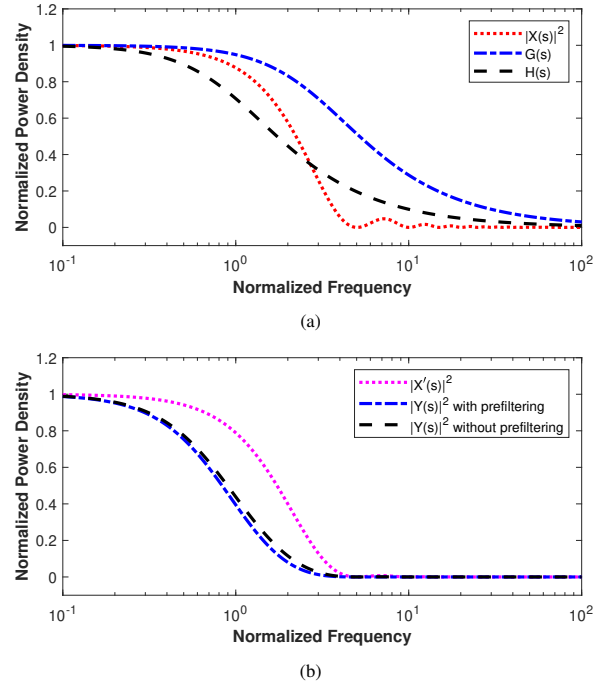 1.2
1
0.8
0.6
0.4
0.2
0
Normalized Power Density
|X(s)|²
G(s)
H(s)
10⁻¹ 10⁰ 10¹ 10²
Normalized Frequency
(a)
1.2
1
0.8
0.6
0.4
0.2
0
Normalized Power Density
|X'(s)|²
|Y(s)|² with prefiltering
|Y(s)|² without prefiltering
10⁻¹ 10⁰ 10¹ 10²
Normalized Frequency
(b)